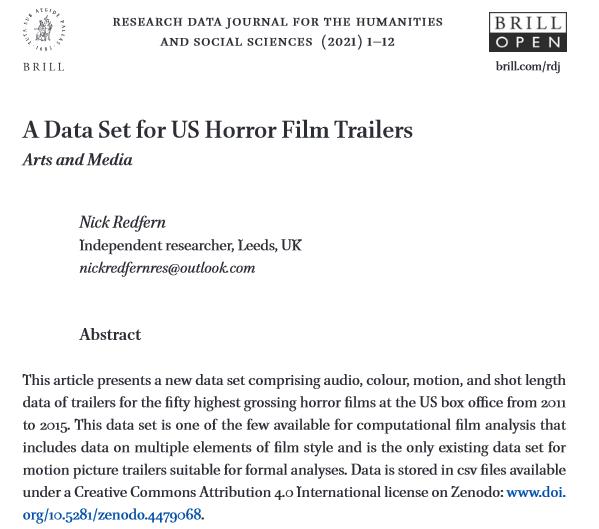 RESEARCH DATA JOURNAL FOR THE HUMANITIES
AND SOCIAL SCIENCES (2021) 1–12
BRILL
BRILL
OPEN
brill.com/rdj
A Data Set for US Horror Film Trailers
Arts and Media
Nick Redfern
Independent researcher, Leeds, UK
nickredfernres@outlook.com
Abstract
This article presents a new data set comprising audio, colour, motion, and shot length
data of trailers for the fifty highest grossing horror films at the US box office from 2011
to 2015. This data set is one of the few available for computational film analysis that
includes data on multiple elements of film style and is the only existing data set for
motion picture trailers suitable for formal analyses. Data is stored in csv files available
under a Creative Commons Attribution 4.0 International license on Zenodo: www.doi.
org/10.5281/zenodo.4479068.